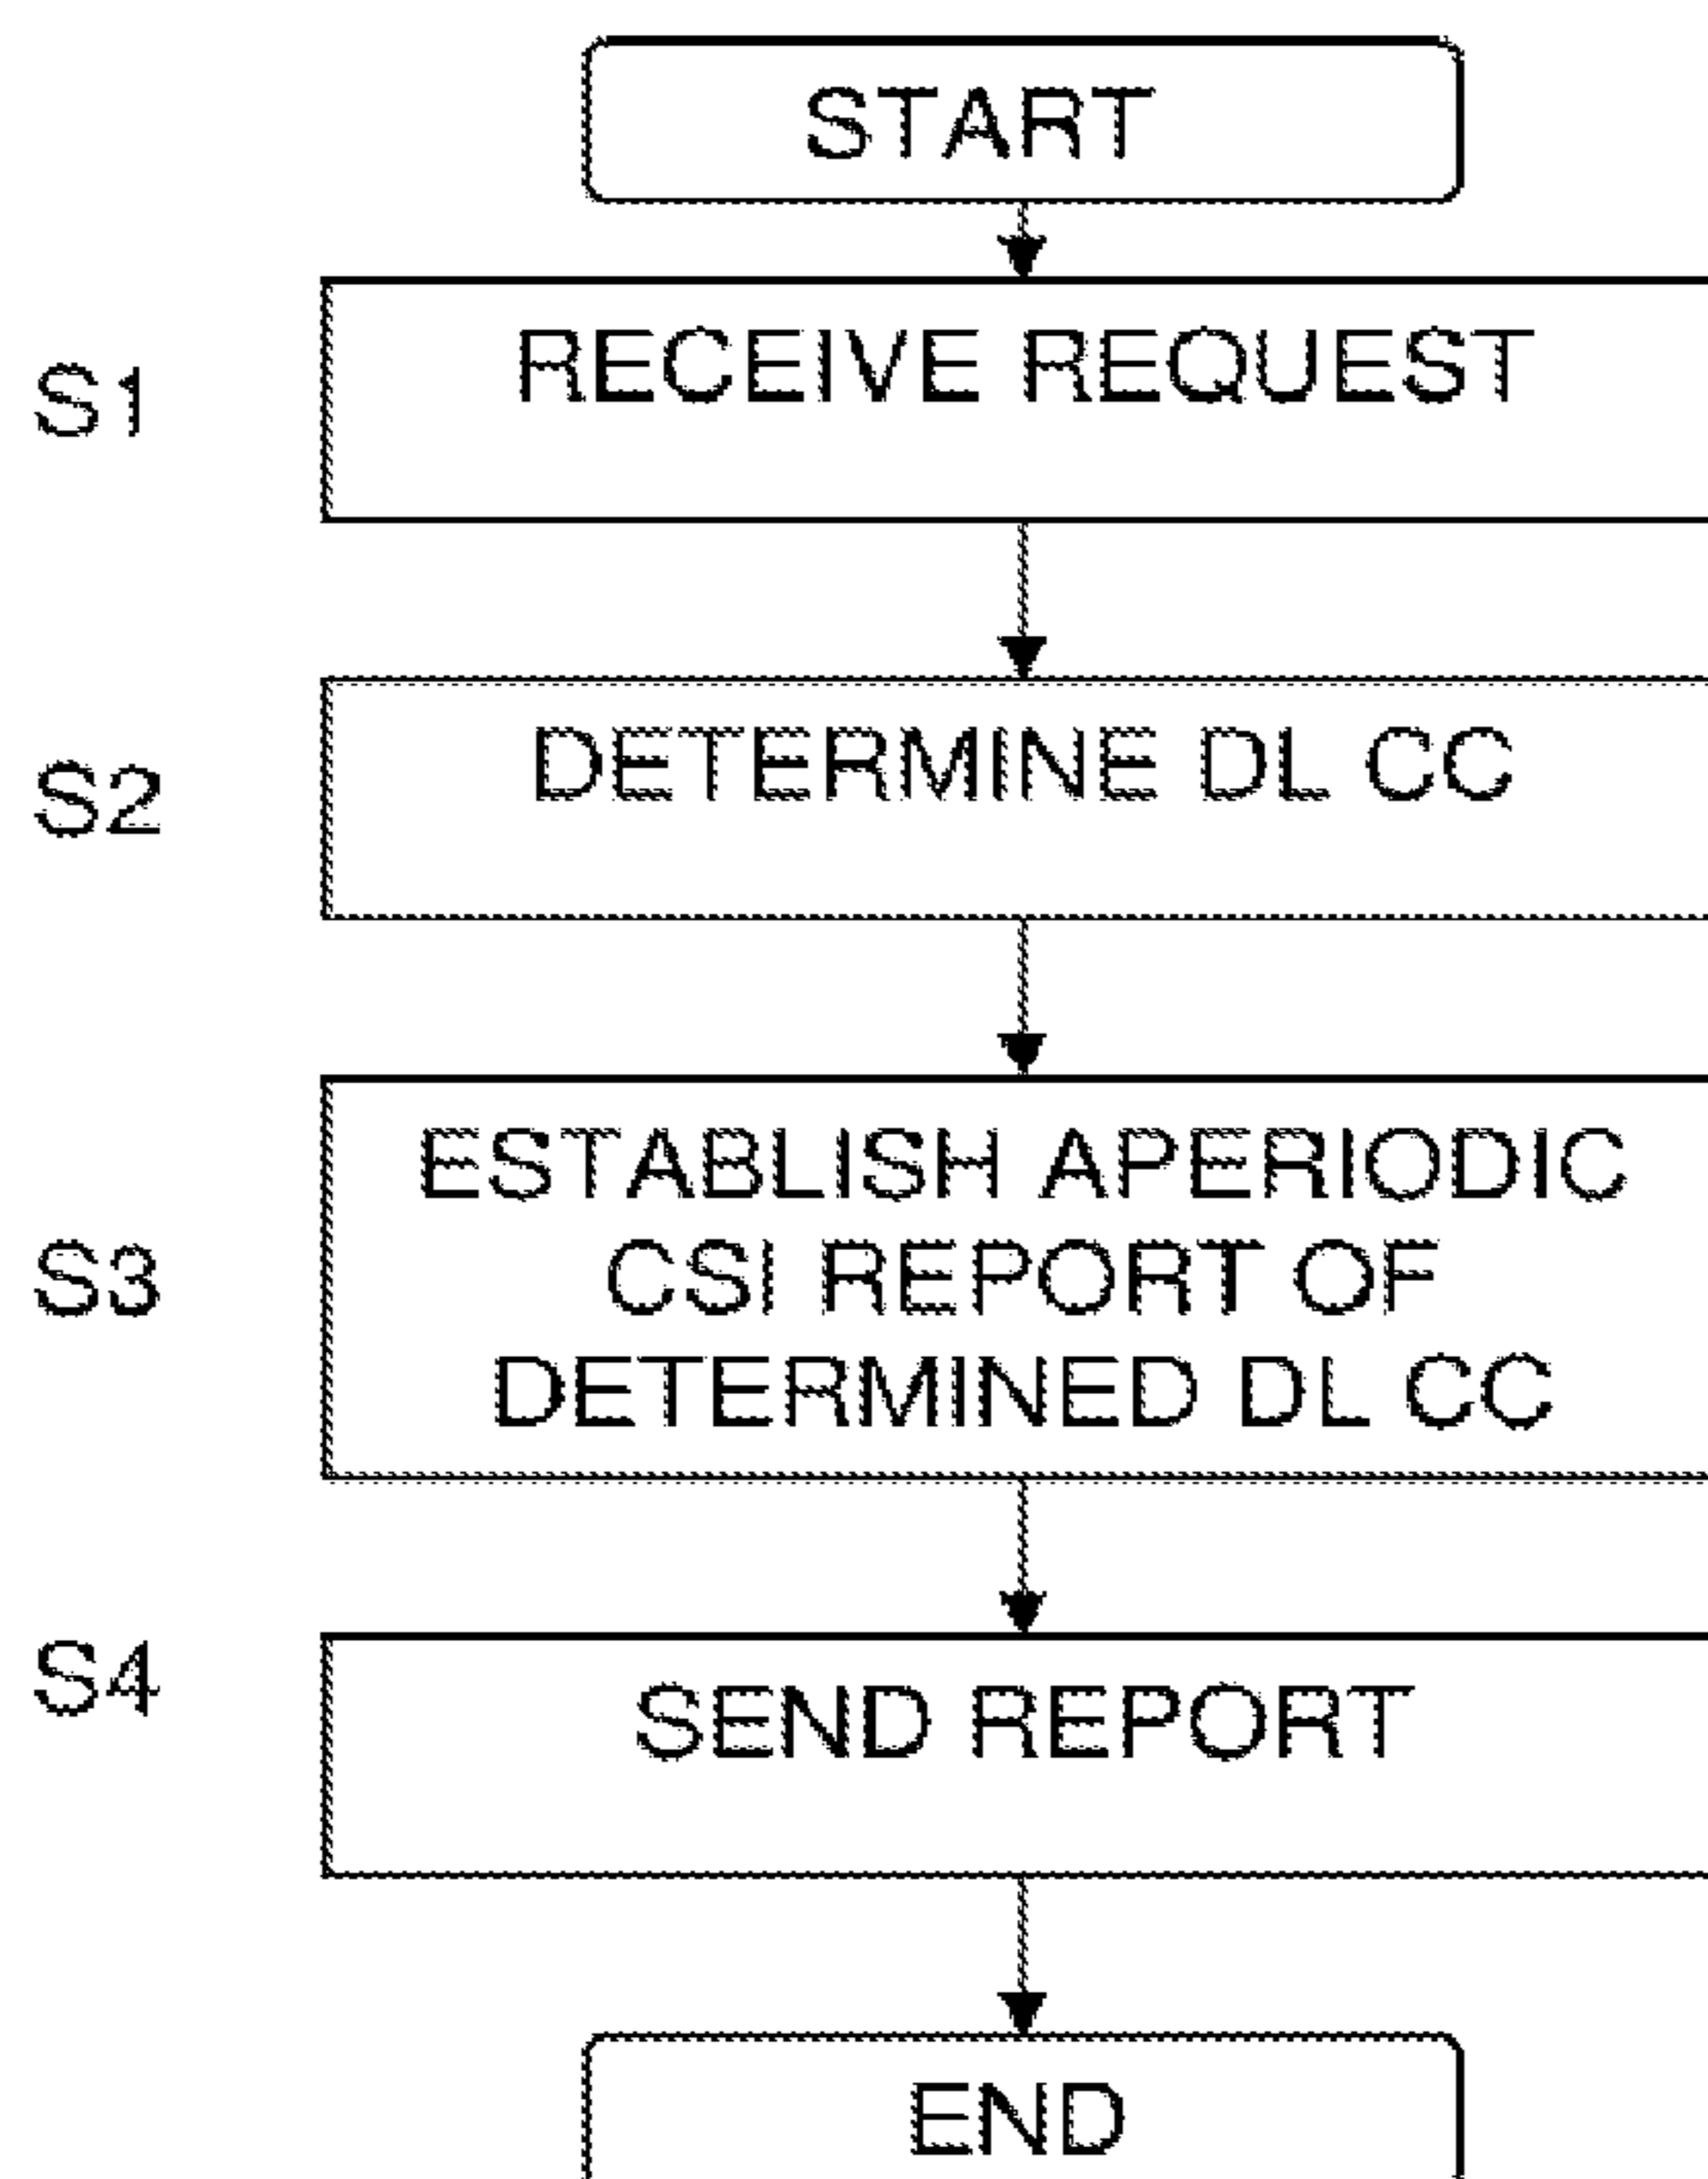 START
S1
RECEIVE REQUEST
S2
DETERMINE DL CC
S3
ESTABLISH APERIODIC
CSI REPORT OF
DETERMINED DL CC
S4
SEND REPORT
END